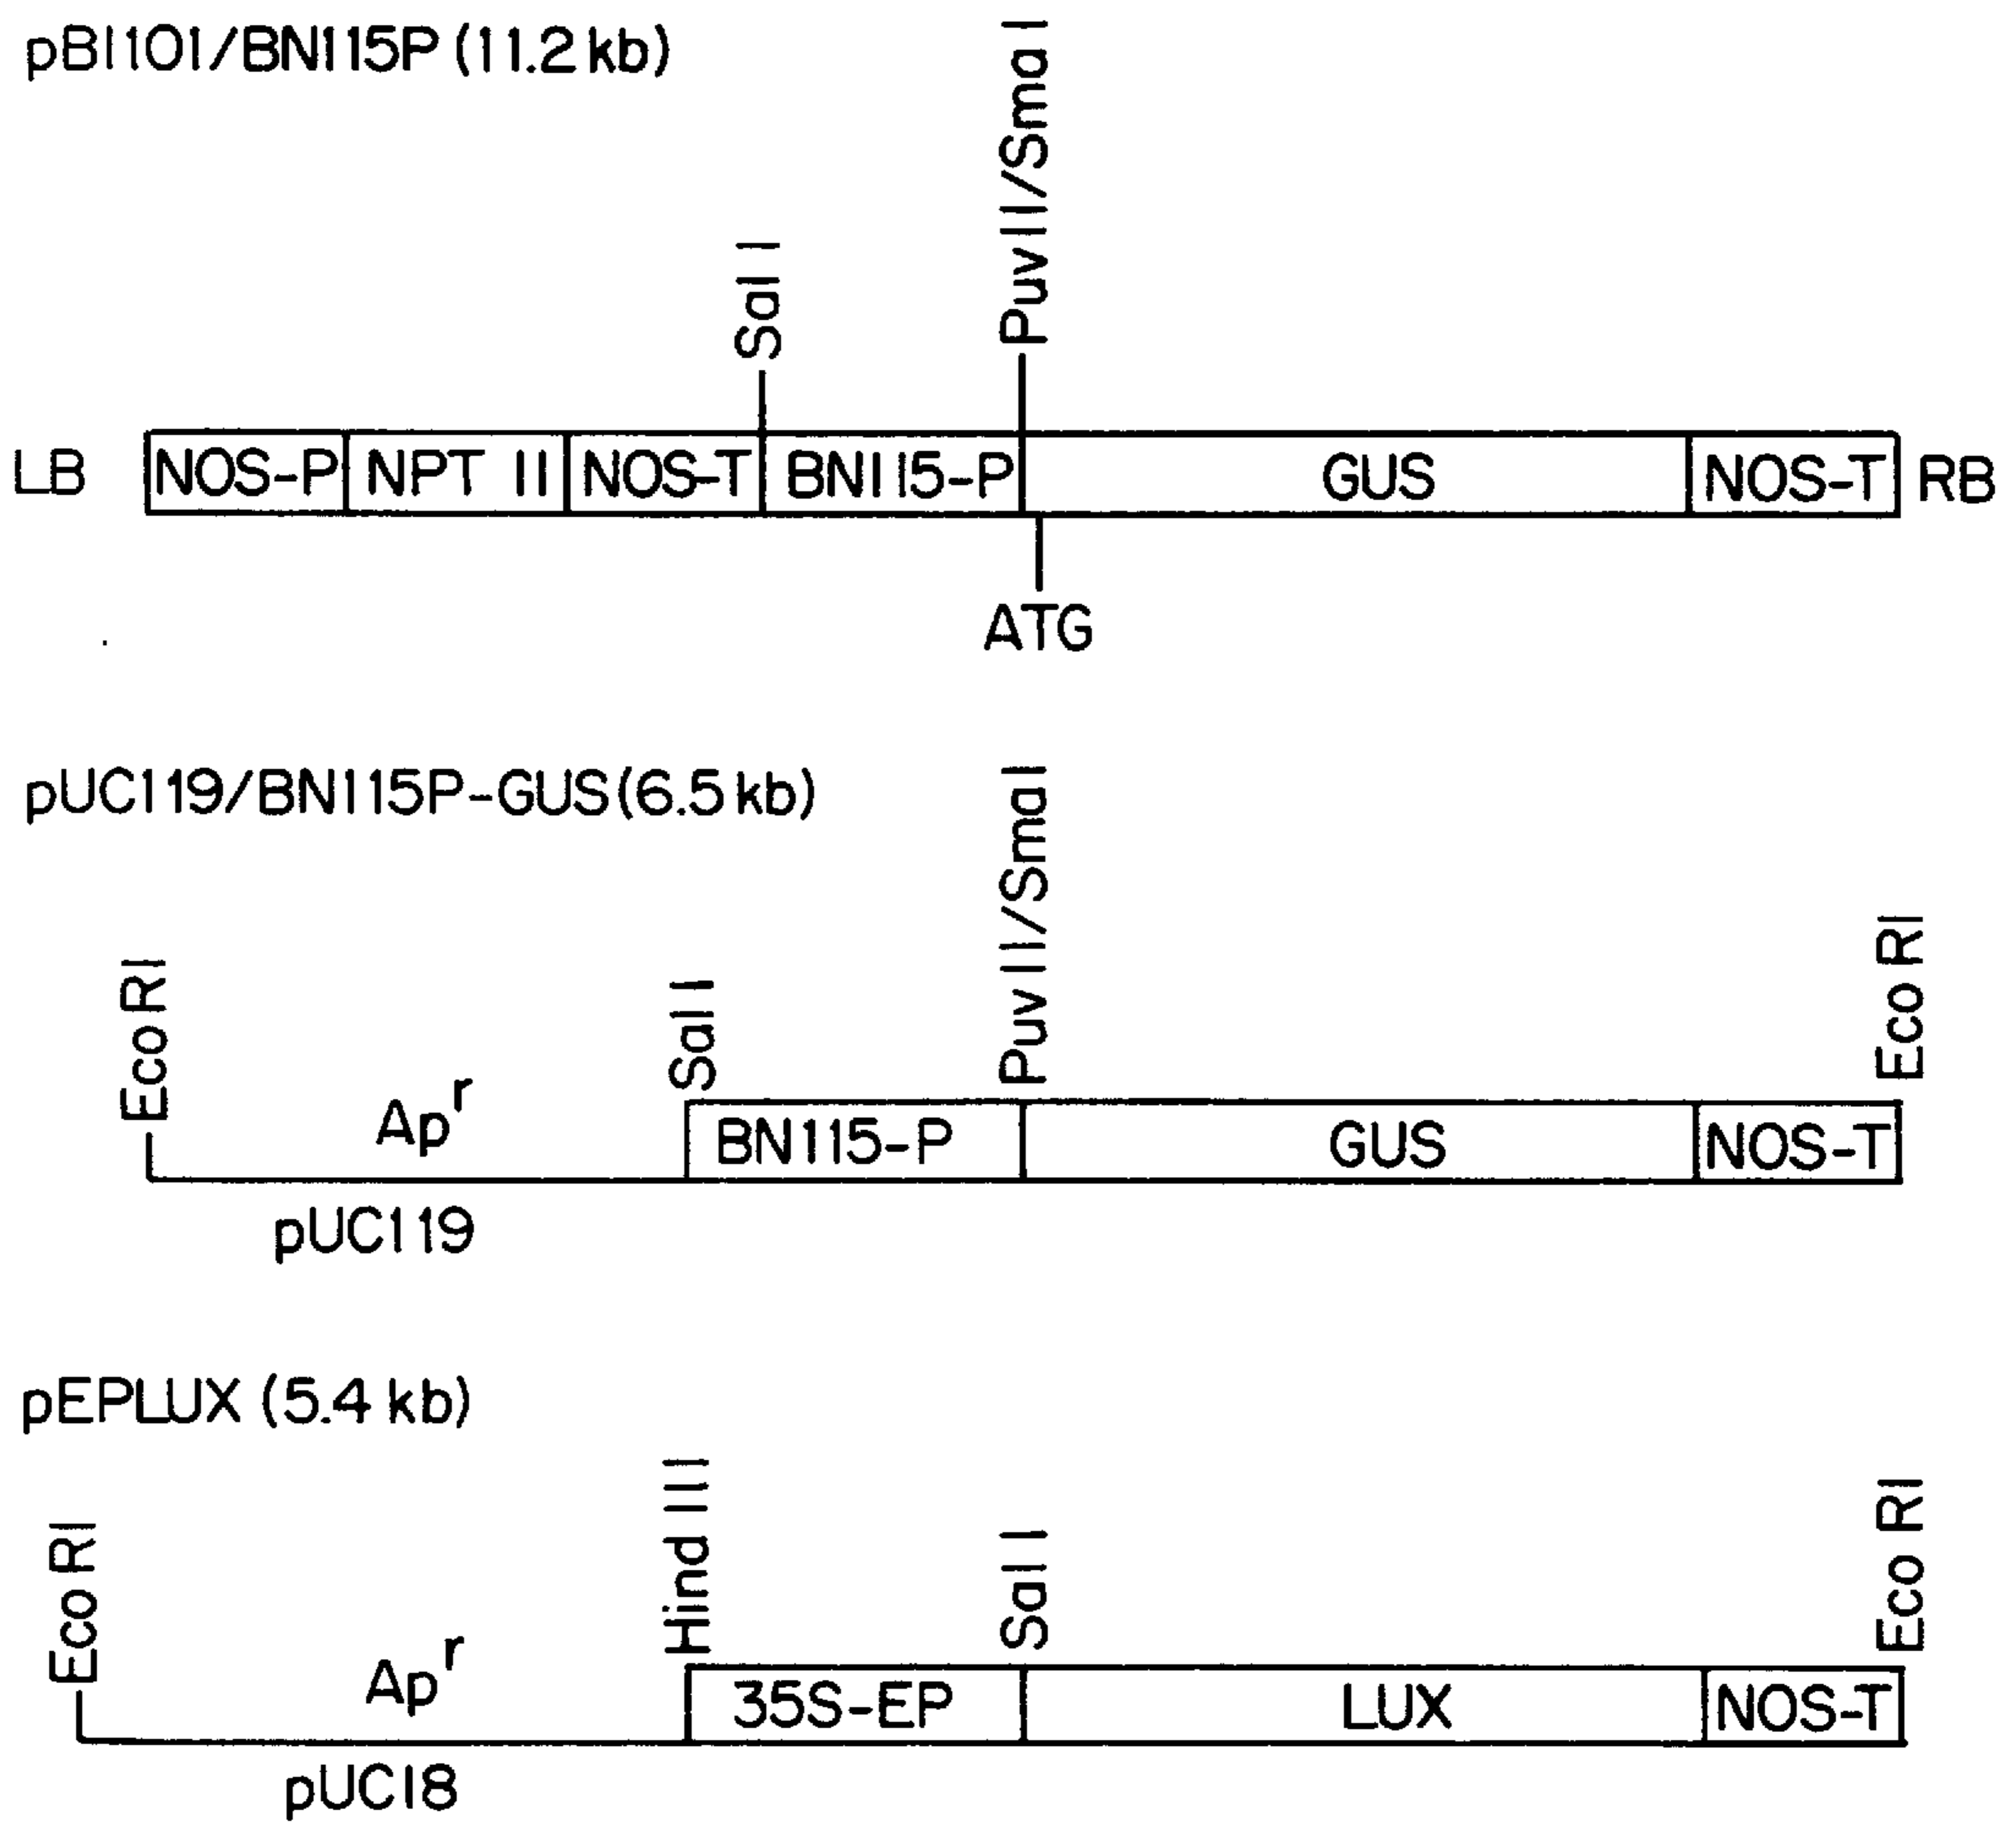 pBI101/BN115P (11.2 kb)
Sal I
Puv II/Sma I
LB NOS-P NPT II NOS-T BN115-P GUS NOS-T RB
ATG
pUC119/BN115P-GUS (6.5 kb)
Eco RI
Ap^r
Sal I
Puv II/Sma I
Eco RI
BN115-P GUS NOS-T
pUC119
pEPLUX (5.4 kb)
Eco RI
Ap^r
Hind III
Sal I
Eco RI
35S-EP LUX NOS-T
pUC18